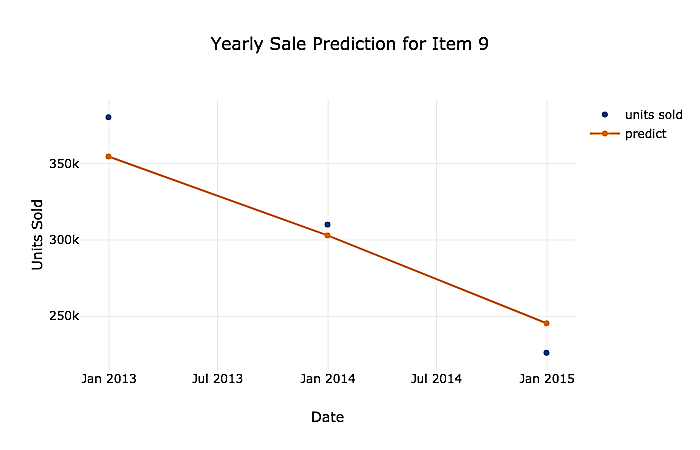 Yearly Sale Prediction for Item 9
units sold
predict
350k
300k
250k
Units Sold
Jan 2013
Jul 2013
Jan 2014
Jul 2014
Jan 2015
Date